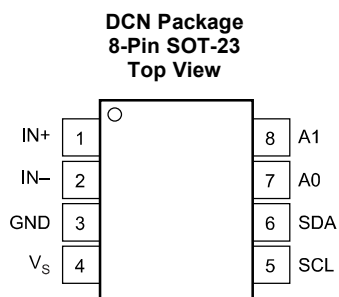 DCN Package
8-Pin SOT-23
Top View
IN+ 1 8 A1
IN– 2 7 A0
GND 3 6 SDA
VS 4 5 SCL